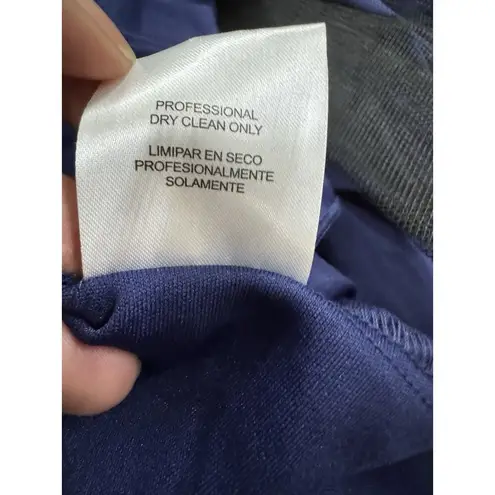 PROFESSIONAL
DRY CLEAN ONLY
LIMIPAR EN SECO
PROFESIONALMENTE
SOLAMENTE